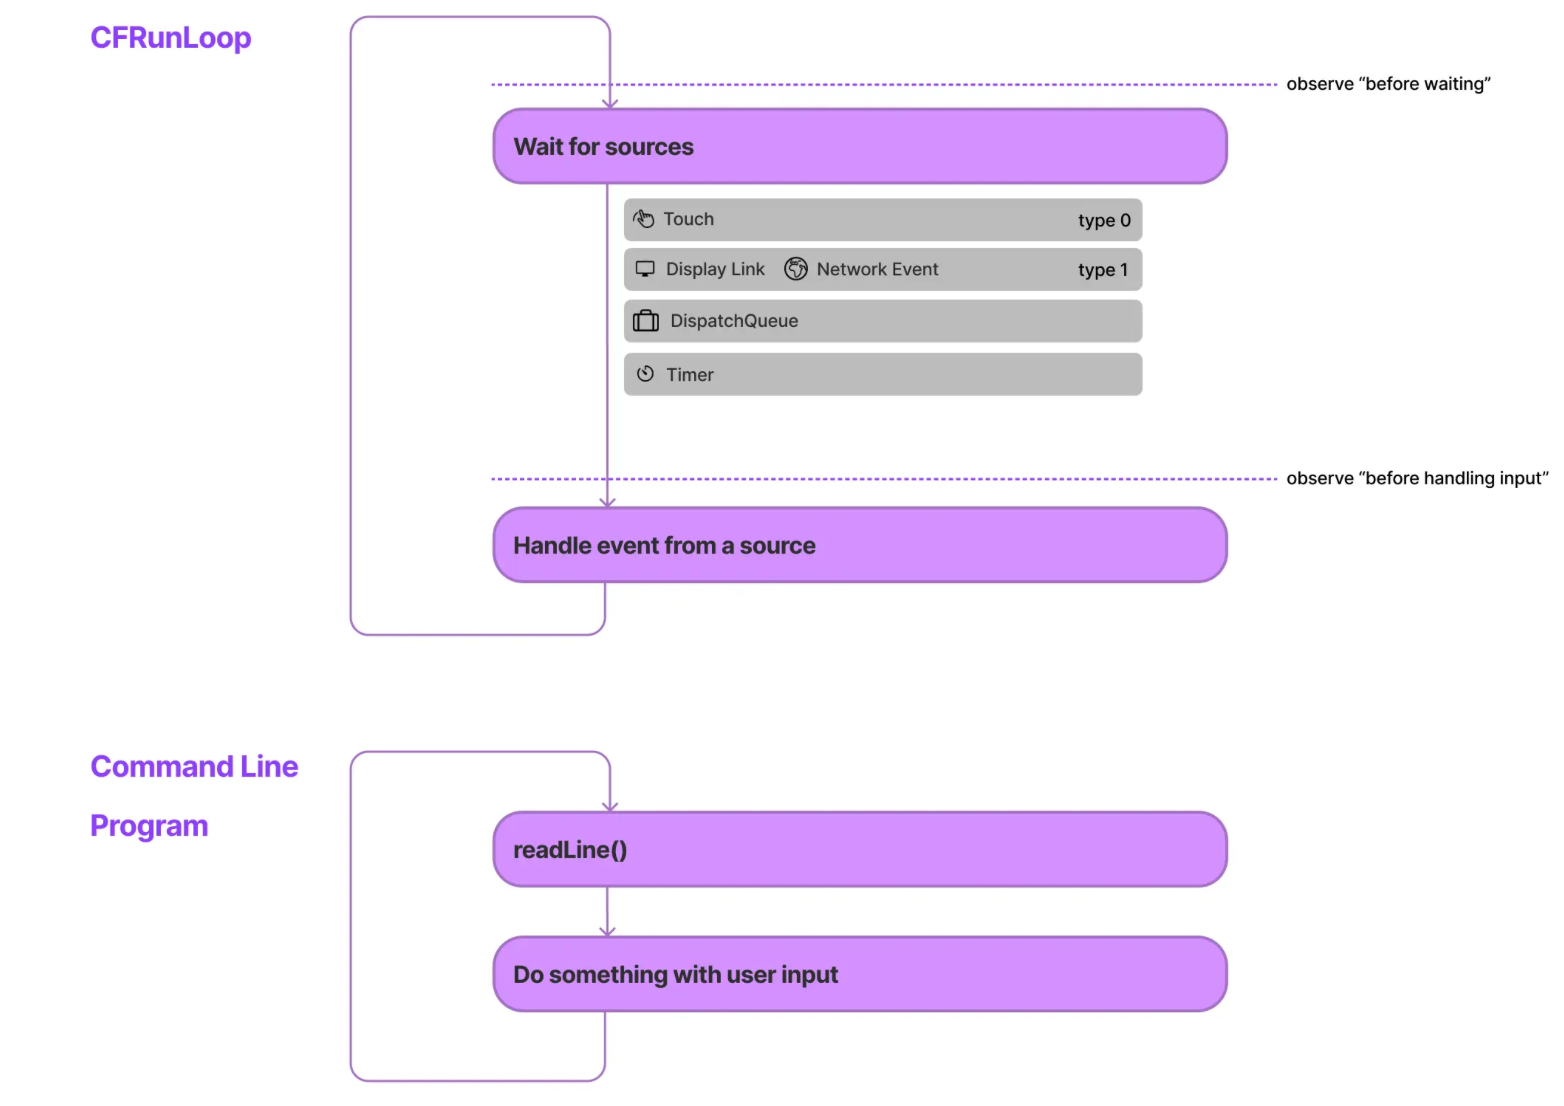 CFRunLoop
observe “before waiting”
Wait for sources
Touch type 0
Display Link Network Event type 1
DispatchQueue
Timer
observe “before handling input”
Handle event from a source
Command Line
Program
readLine()
Do something with user input